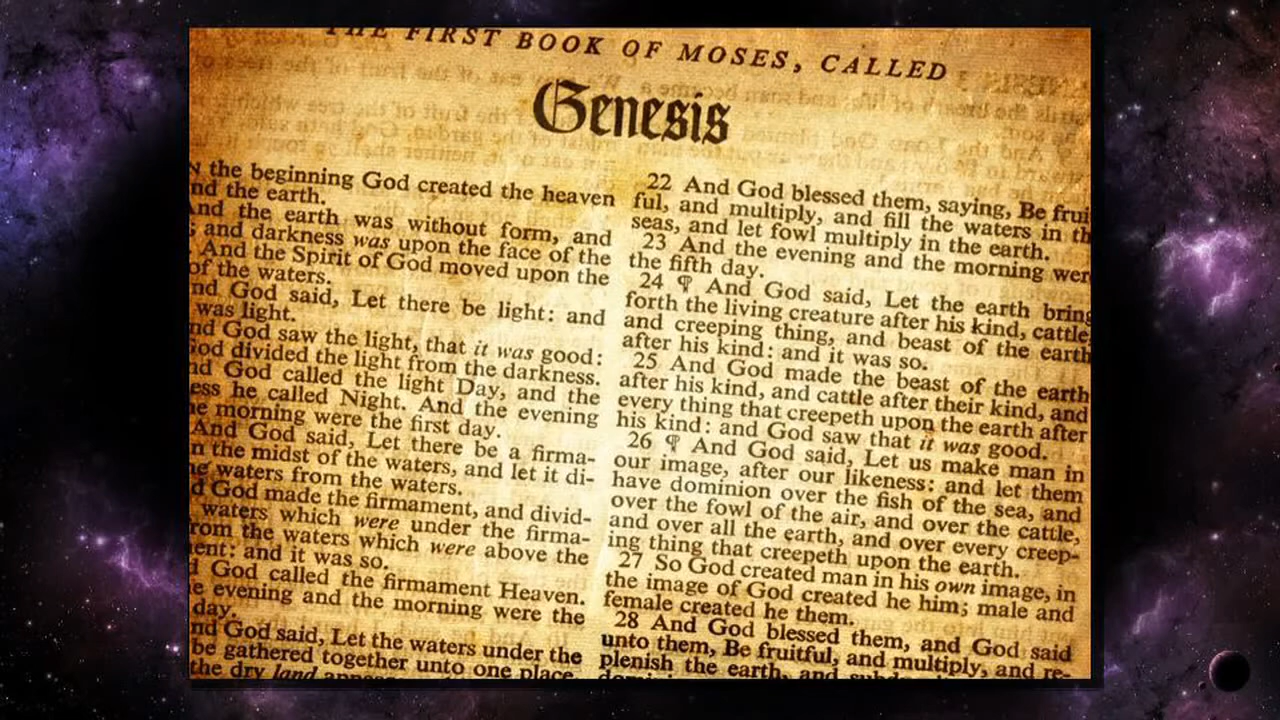 THE FIRST BOOK OF MOSES, CALLED
Genesis
the beginning God created the heaven
the earth.
And the earth was without form, and
and darkness was upon the face of the
And the Spirit of God moved upon the
of the waters.
God said, Let there be light: and
was light.
God saw the light, that it was good:
God divided the light from the darkness.
God called the light Day, and the
he called Night. And the evening
morning were the first day.
And God said, Let there be a firma-
the midst of the waters, and let it di-
waters from the waters.
God made the firmament, and divid-
waters which were under the firma-
from the waters which were above the
and it was so.
God called the firmament Heaven.
evening and the morning were the
day.
God said, Let the waters under the
be gathered together unto one place,
the dry land
22 And God blessed them, saying, Be frui
ful, and multiply, and fill the waters in th
seas, and let fowl multiply in the earth.
23 And the evening and the morning were
the fifth day.
24 ¶ And God said, Let the earth bring
forth the living creature after his kind, cattle,
and creeping thing, and beast of the earth
after his kind: and it was so.
25 And God made the beast of the earth
after his kind, and cattle after their kind, and
every thing that creepeth upon the earth after
his kind: and God saw that it was good.
26 ¶ And God said, Let us make man in
our image, after our likeness: and let them
have dominion over the fish of the sea, and
over the fowl of the air, and over the cattle,
and over all the earth, and over every creep-
ing thing that creepeth upon the earth.
27 So God created man in his own image, in
the image of God created he him; male and
female created he them.
28 And God blessed them, and God said
unto them, Be fruitful, and multiply, and re-
plenish the earth, and